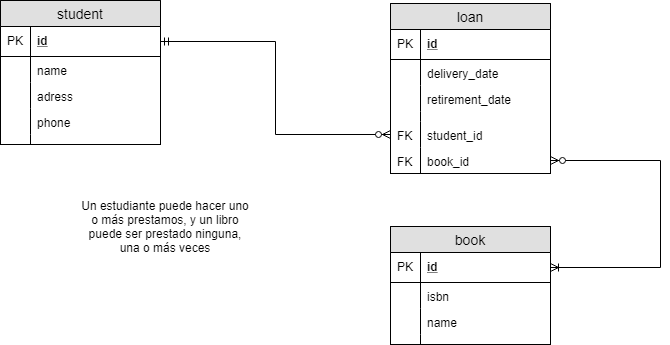 student
PK id
name
adress
phone
loan
PK id
delivery_date
retirement_date
FK student_id
FK book_id
Un estudiante puede hacer uno
o más prestamos, y un libro
puede ser prestado ninguna,
una o más veces
book
PK id
isbn
name